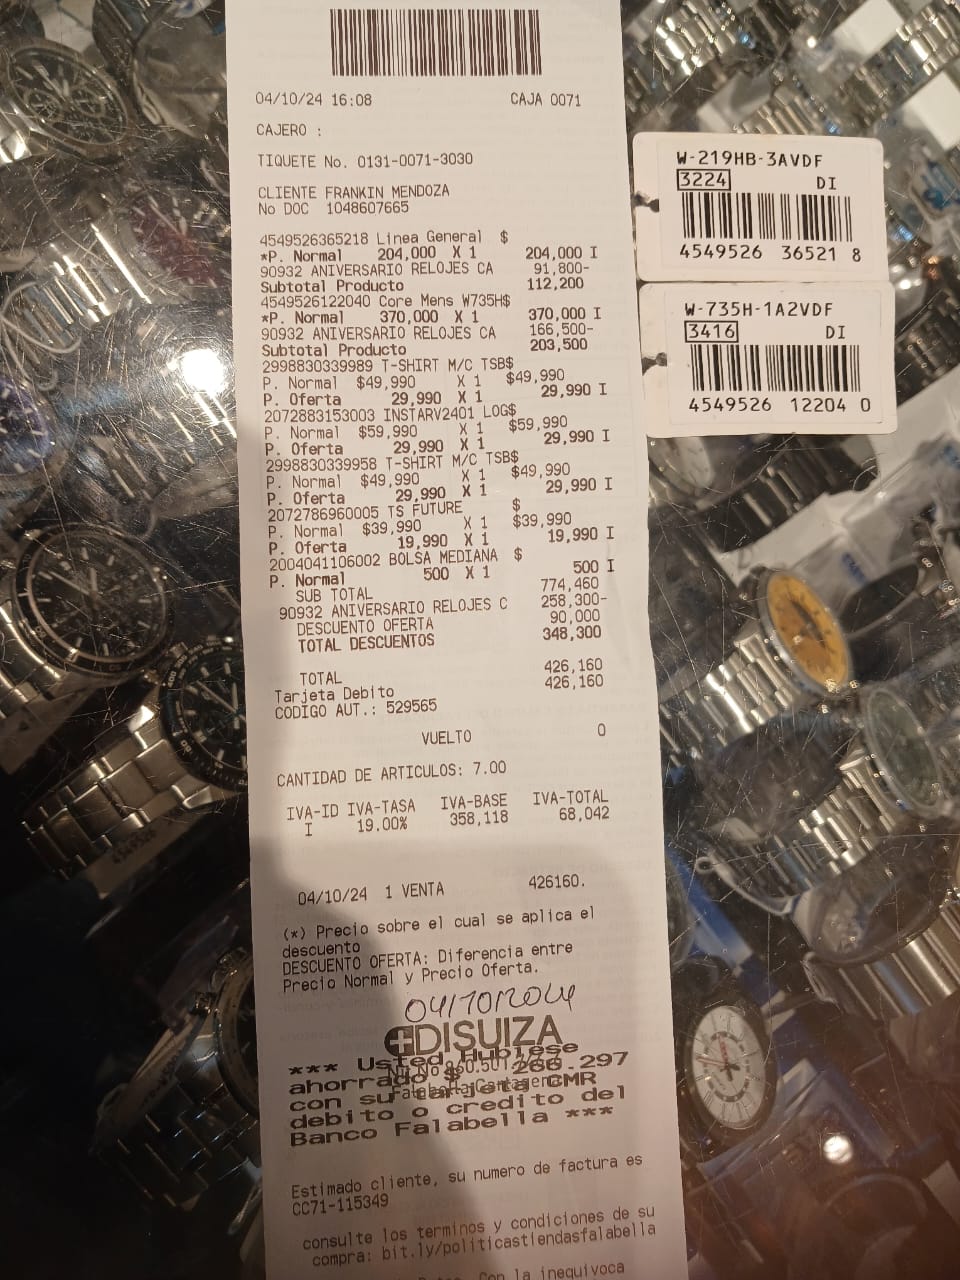 04/10/24 16:08 CAJA 0071
CAJERO :
TIQUETE No. 0131-0071-3030
CLIENTE FRANKIN MENDOZA
No DOC 1048607665
4549526365218 Linea General $
*P. Normal 204,000 X 1 204,000 I
90932 ANIVERSARIO RELOJES CA 91,800-
Subtotal Producto 112,200
4549526122040 Core Mens W735H$
*P. Normal 370,000 X 1 370,000 I
90932 ANIVERSARIO RELOJES CA 166,500-
Subtotal Producto 203,500
2998830339989 T-SHIRT M/C TSB$
P. Normal $49,990 X 1 $49,990
P. Oferta 29,990 X 1 29,990 I
2072883153003 INSTARV2401 LOG$
P. Normal $59,990 X 1 $59,990
P. Oferta 29,990 X 1 29,990 I
2998830339958 T-SHIRT M/C TSB$
P. Normal $49,990 X 1 $49,990
P. Oferta 29,990 X 1 29,990 I
2072786960005 TS FUTURE $
P. Normal $39,990 X 1 $39,990
P. Oferta 19,990 X 1 19,990 I
2004041106002 BOLSA MEDIANA $
P. Normal 500 X 1 500 I
SUB TOTAL 774,460
90932 ANIVERSARIO RELOJES C 258,300-
DESCUENTO OFERTA 90,000
TOTAL DESCUENTOS 348,300
TOTAL 426,160
Tarjeta Debito 426,160
CODIGO AUT.: 529565
VUELTO 0
CANTIDAD DE ARTICULOS: 7.00
IVA-ID IVA-TASA IVA-BASE IVA-TOTAL
I 19.00% 358,118 68,042
04/10/24 1 VENTA 426160.
(*) Precio sobre el cual se aplica el
descuento
DESCUENTO OFERTA: Diferencia entre
Precio Normal y Precio Oferta.
04/10/2024
DISUIZA
*** Usted Hubiese
ahorrado $ 266.297
con su tarjeta CMR
debito o credito del
Banco Falabella ***
Falabella Cartagena
Estimado cliente, su numero de factura es
CC71-115349
consulte los terminos y condiciones de su
compra: bit.ly/politicastiendasfalabella
Con la inequivoca
W-219HB-3AVDF
3224 DI
4549526 36521 8
W-735H-1A2VDF
3416 DI
4549526 12204 0